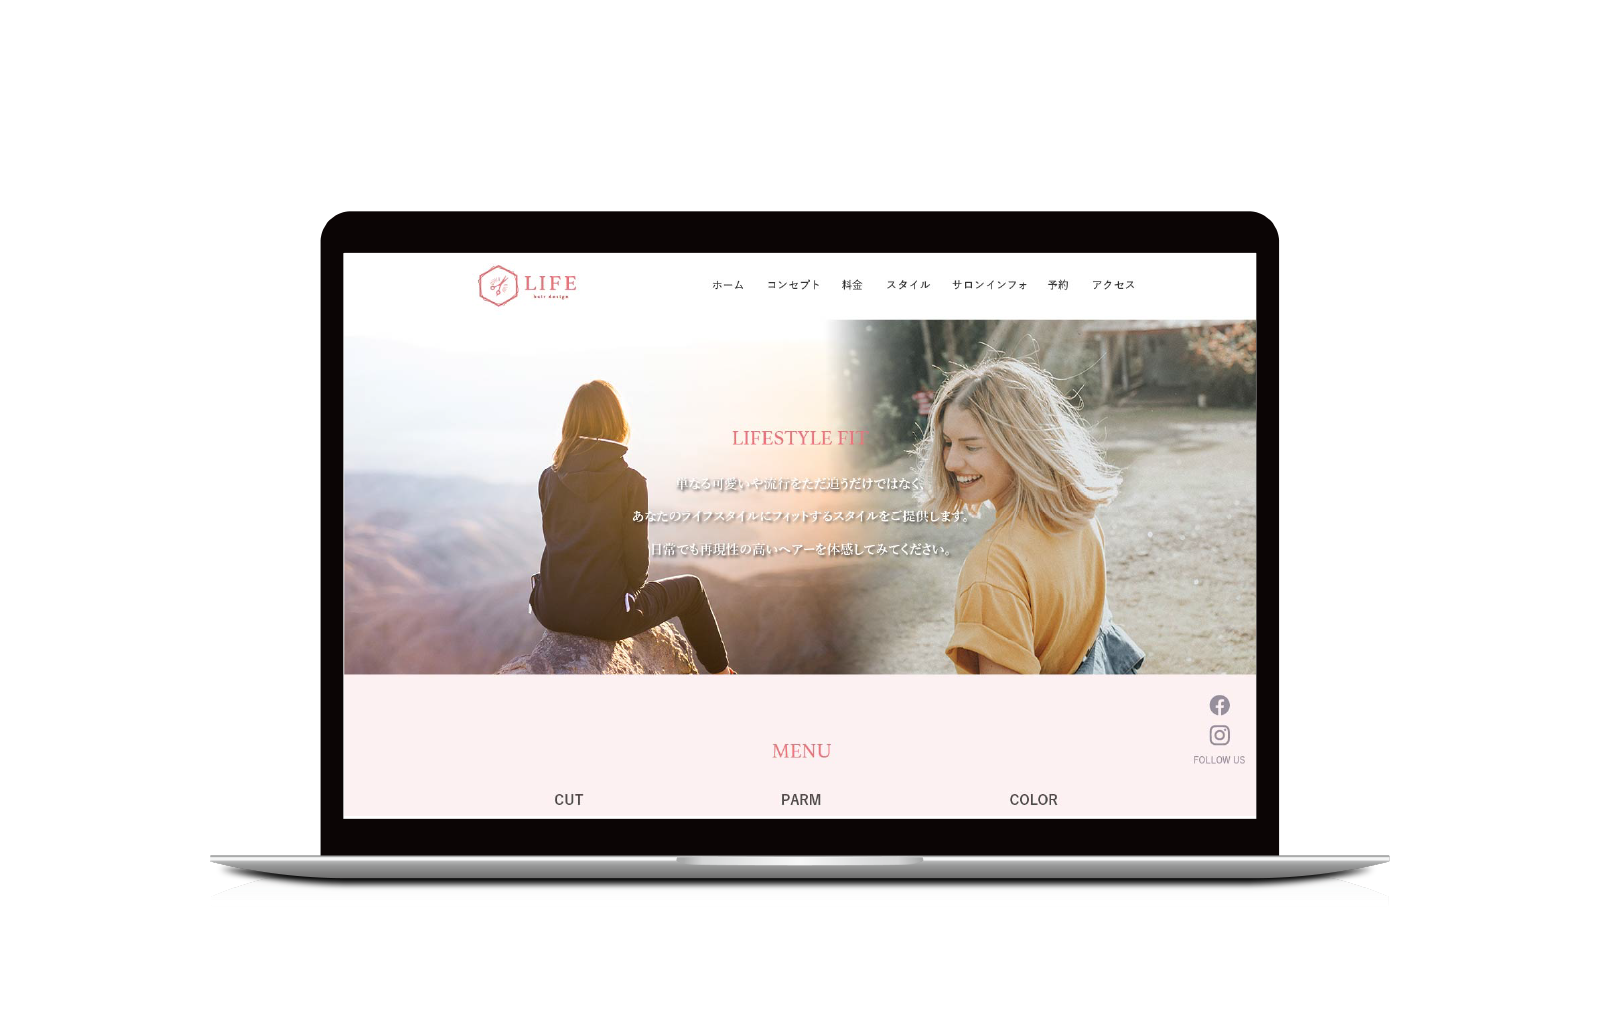 LIFE
hair design
ホーム コンセプト 料金 スタイル サロンインフォ 予約 アクセス
LIFESTYLE FIT
単なる可愛いや流行をただ追うだけではなく、
あなたのライフスタイルにフィットするスタイルをご提供します。
日常でも再現性の高いヘアーを体感してみてください。
FOLLOW US
MENU
CUT PARM COLOR